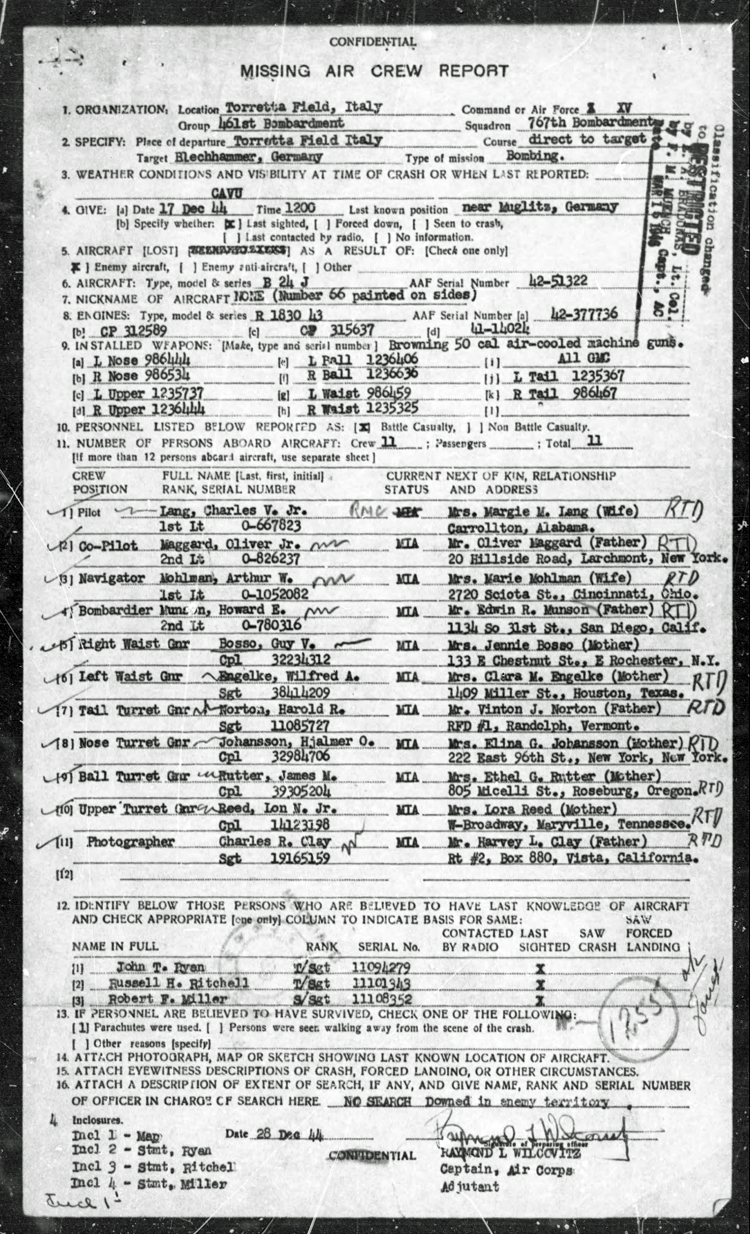 CONFIDENTIAL
MISSING AIR CREW REPORT
1. ORGANIZATION: Location Torretta Field, Italy Command or Air Force X XV
Group 461st Bombardment Squadron 767th Bombardment
2. SPECIFY: Place of departure Torretta Field Italy Course direct to target
Target Blechhammer, Germany Type of mission Bombing.
3. WEATHER CONDITIONS AND VISIBILITY AT TIME OF CRASH OR WHEN LAST REPORTED:
CAVU
4. GIVE: [a] Date 17 Dec 44 Time 1200 Last known position near Muglitz, Germany
[b] Specify whether: [X] Last sighted, [ ] Forced down, [ ] Seen to crash,
[ ] Last contacted by radio, [ ] No information.
5. AIRCRAFT [LOST] AS A RESULT OF: [Check one only]
[X] Enemy aircraft, [ ] Enemy anti-aircraft, [ ] Other
6. AIRCRAFT: Type, model & series B 24 J AAF Serial Number 42-51322
7. NICKNAME OF AIRCRAFT NONE (Number 66 painted on sides)
8. ENGINES: Type, model & series R 1830 43 AAF Serial Number [a] 42-377736
[b] CP 312589 [c] CP 315637 [d] 41-14024
9. INSTALLED WEAPONS: [Make, type and serial number] Browning 50 cal air-cooled machine guns.
[a] L Nose 986444 [e] L Ball 1236406 [i] All GMC
[b] R Nose 986534 [f] R Ball 1236636 [j] L Tail 1235367
[c] L Upper 1235737 [g] L Waist 986459 [k] R Tail 986467
[d] R Upper 1236444 [h] R Waist 1235325 [l] "
10. PERSONNEL LISTED BELOW REPORTED AS: [X] Battle Casualty, [ ] Non Battle Casualty.
11. NUMBER OF PERSONS ABOARD AIRCRAFT: Crew 11 ; Passengers ; Total 11
[If more than 12 persons aboard aircraft, use separate sheet]
CREW FULL NAME [Last, first, initial] CURRENT NEXT OF KIN, RELATIONSHIP
POSITION RANK, SERIAL NUMBER STATUS AND ADDRESS
[1] Pilot Lang, Charles V. Jr. RMC MIA Mrs. Margie M. Lang (Wife) RTD
1st Lt O-667823 Carrollton, Alabama.
[2] Co-Pilot Maggard, Oliver Jr. MIA Mr. Oliver Maggard (Father) RTD
2nd Lt O-826237 20 Hillside Road, Larchmont, New York.
[3] Navigator Mohlman, Arthur W. MIA Mrs. Marie Mohlman (Wife) RTD
1st Lt O-1052082 2720 Sciota St., Cincinnati, Ohio.
[4] Bombardier Munson, Howard E. MIA Mr. Edwin R. Munson (Father) RTD
2nd Lt O-780316 1134 So 31st St., San Diego, Calif.
[5] Right Waist Gnr Bosso, Guy V. MIA Mrs. Jennie Bosso (Mother)
Cpl 32234312 133 E Chestnut St., E Rochester, N.Y.
[6] Left Waist Gnr Engelke, Wilfred A. MIA Mrs. Clara M. Engelke (Mother) RTD
Sgt 38414209 1409 Miller St., Houston, Texas.
[7] Tail Turret Gnr Norton, Harold R. MIA Mr. Vinton J. Norton (Father) RTD
Sgt 11085727 RFD #1, Randolph, Vermont.
[8] Nose Turret Gnr Johansson, Hjalmer O. MIA Mrs. Elina G. Johansson (Mother) RTD
Cpl 32984706 222 East 96th St., New York, New York.
[9] Ball Turret Gnr Rutter, James M. MIA Mrs. Ethel G. Rutter (Mother)
Cpl 39305204 805 Micelli St., Roseburg, Oregon. RTD
[10] Upper Turret Gnr Reed, Lon N. Jr. MIA Mrs. Lora Reed (Mother) RTD
Cpl 14123198 W-Broadway, Maryville, Tennessee.
[11] Photographer Charles R. Clay MIA Mr. Harvey L. Clay (Father) RTD
Sgt 19165159 Rt #2, Box 880, Vista, California.
[12]
12. IDENTIFY BELOW THOSE PERSONS WHO ARE BELIEVED TO HAVE LAST KNOWLEDGE OF AIRCRAFT
AND CHECK APPROPRIATE [one only] COLUMN TO INDICATE BASIS FOR SAME: SAW
CONTACTED LAST SAW FORCED
NAME IN FULL RANK SERIAL No. BY RADIO SIGHTED CRASH LANDING
[1] John T. Ryan T/Sgt 11094279 X
[2] Russell H. Ritchell T/Sgt 11101343 X
[3] Robert F. Miller S/Sgt 11108352 X
13. IF PERSONNEL ARE BELIEVED TO HAVE SURVIVED, CHECK ONE OF THE FOLLOWING:
[1] Parachutes were used. [ ] Persons were seen walking away from the scene of the crash.
[ ] Other reasons [specify]
1255
14. ATTACH PHOTOGRAPH, MAP OR SKETCH SHOWING LAST KNOWN LOCATION OF AIRCRAFT.
15. ATTACH EYEWITNESS DESCRIPTIONS OF CRASH, FORCED LANDING, OR OTHER CIRCUMSTANCES.
16. ATTACH A DESCRIPTION OF EXTENT OF SEARCH, IF ANY, AND GIVE NAME, RANK AND SERIAL NUMBER
OF OFFICER IN CHARGE OF SEARCH HERE NO SEARCH Downed in enemy territory.
4 Inclosures.
Incl 1 - Map Date 28 Dec 44 Raymond L Wilcovitz
Signature of preparing officer
Incl 2 - Stmt, Ryan CONFIDENTIAL RAYMOND L WILCOVITZ
Incl 3 - Stmt, Ritchel Captain, Air Corps
Incl 4 - Stmt, Miller Adjutant
Incl 1-
Classification changed
to RESTRICTED
by E. A. BRADUNAS, Lt. Col.
by F. M. Capt., AC
Date MAR 16 1946